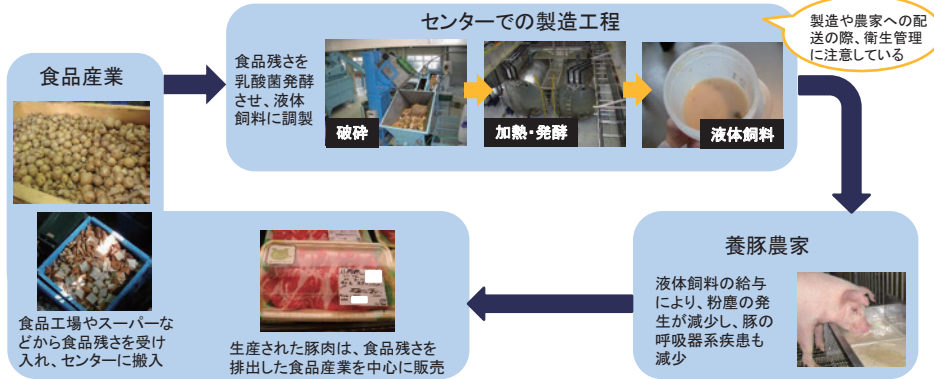 センターでの製造工程
製造や農家への配
送の際、衛生管理
に注意している
食品産業
食品残さを
乳酸菌発酵
させ、液体
飼料に調製
破砕
加熱・発酵
液体飼料
養豚農家
液体飼料の給与
により、粉塵の発
生が減少し、豚の
呼吸器系疾患も
減少
食品工場やスーパーな
どから食品残さを受け
入れ、センターに搬入
生産された豚肉は、食品残さを
排出した食品産業を中心に販売